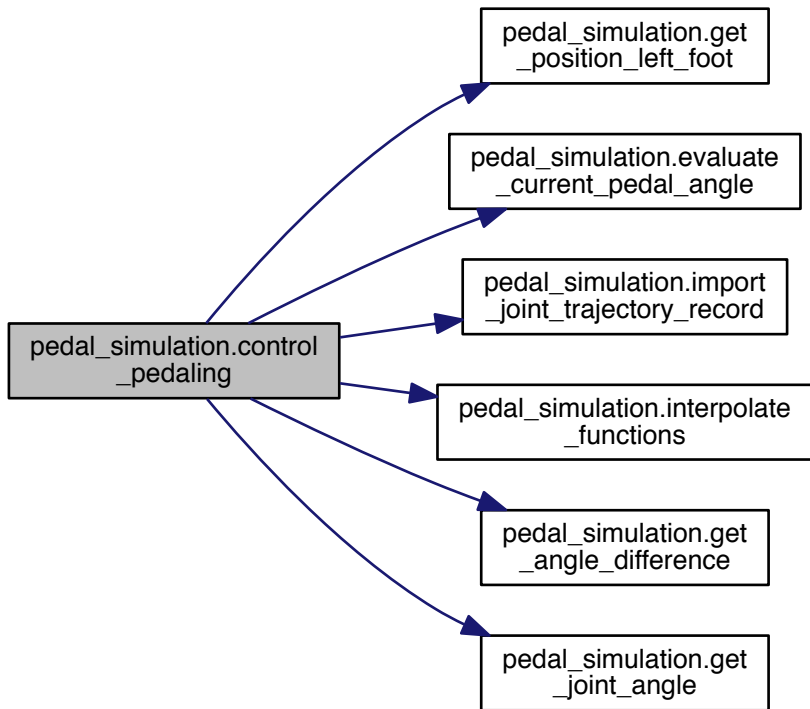 pedal_simulation.get
_position_left_foot
pedal_simulation.evaluate
_current_pedal_angle
pedal_simulation.import
_joint_trajectory_record
pedal_simulation.control
_pedaling
pedal_simulation.interpolate
_functions
pedal_simulation.get
_angle_difference
pedal_simulation.get
_joint_angle